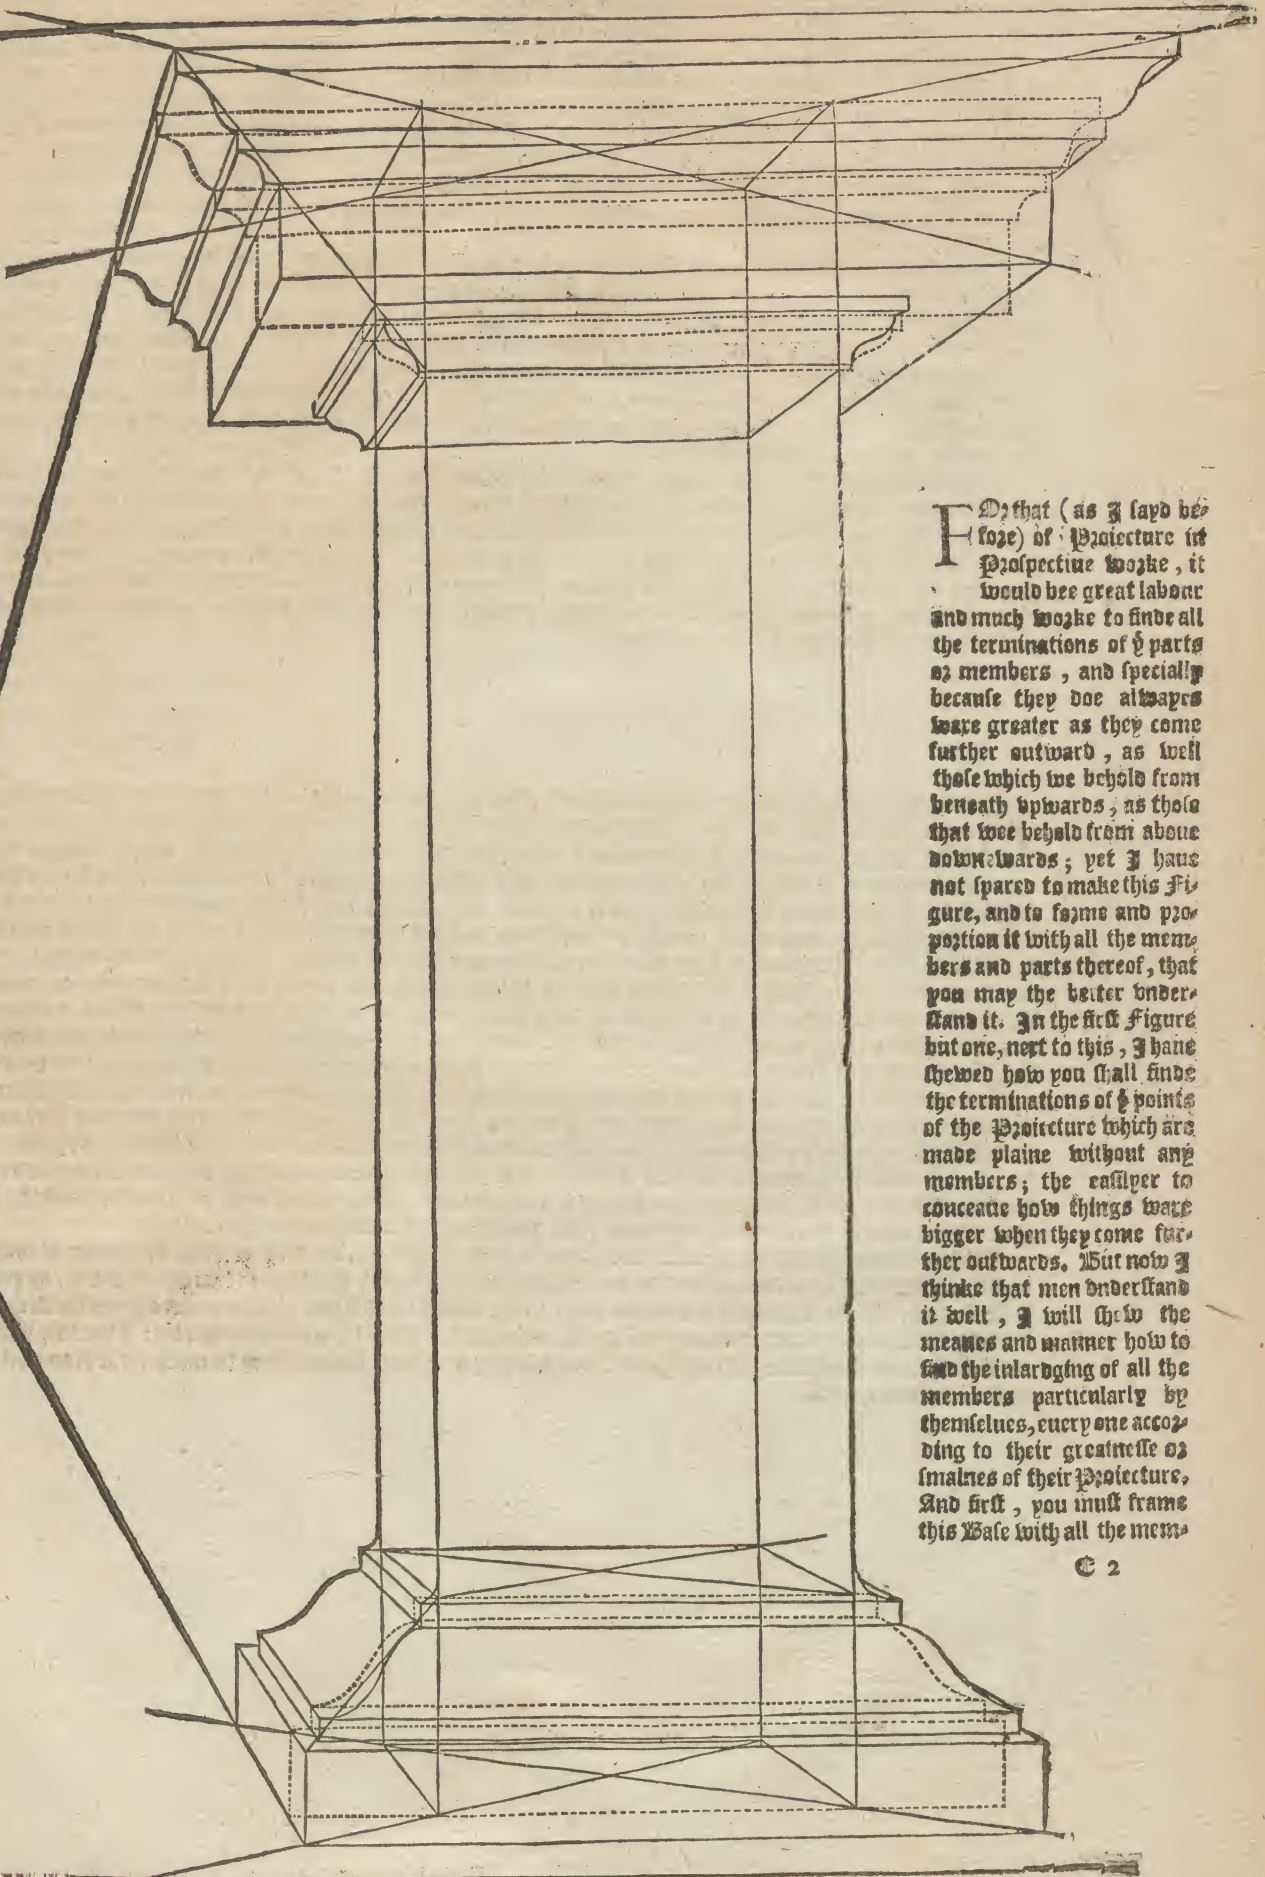 FOr that (as I sayd be-
fore) of Proiecture in
Prospectiue worke, it
would bee great labour
and much worke to finde all
the terminations of yͤ parts
or members, and specially
because they doe alwayes
ware greater as they come
further outward, as well
those which we behold from
beneath vpwards, as those
that wee behold from aboue
downewards; yet I haue
not spared to make this Fi-
gure, and to forme and pro-
portion it with all the mem-
bers and parts thereof, that
you may the better vnder-
stand it. In the first Figure
but one, next to this, I haue
shewed how you shall finde
the terminations of yͤ points
of the Proiecture which are
made plaine without any
members; the easilyer to
conceaue how things ware
bigger when they come fur-
ther outwards. But now I
thinke that men vnderstand
it well, I will shew the
meanes and manner how to
find the inlardging of all the
members particularly by
themselues, euery one accor-
ding to their greatnesse or
smalnes of their Proiecture.
And first, you must frame
this Base with all the mem-
C 2